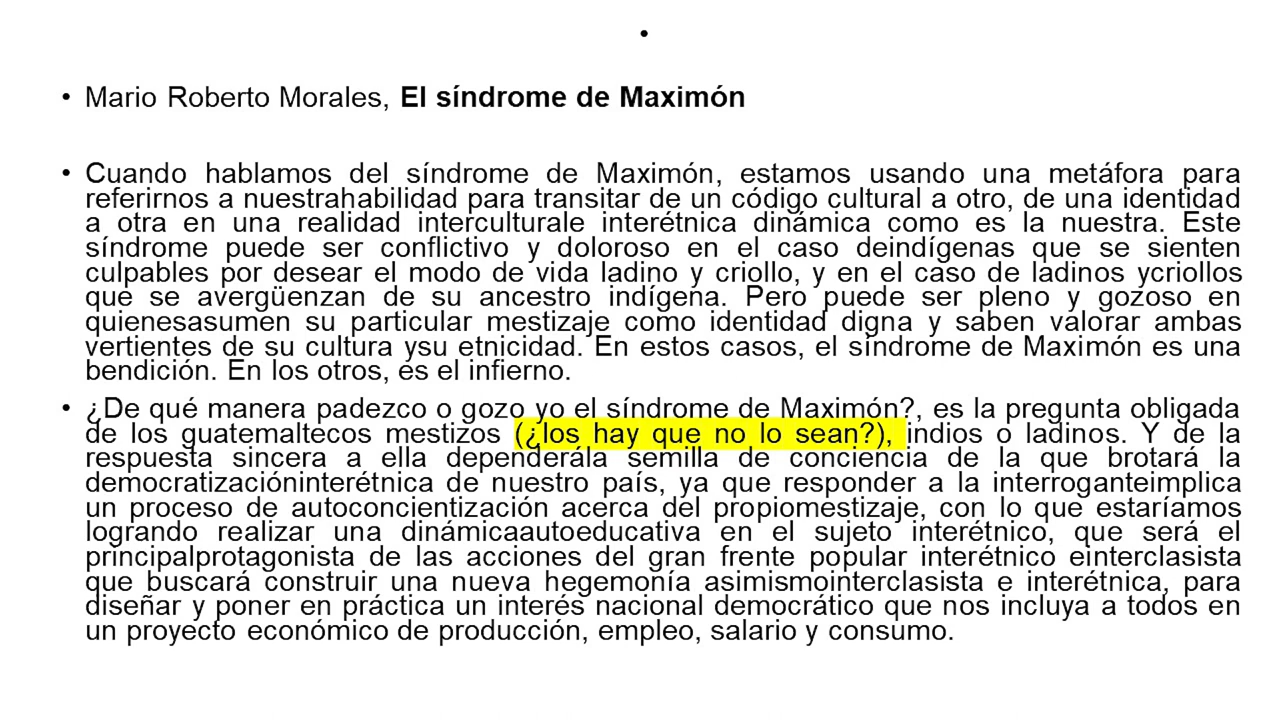 •
• Mario Roberto Morales, El síndrome de Maximón
• Cuando hablamos del síndrome de Maximón, estamos usando una metáfora para
referirnos a nuestrahabilidad para transitar de un código cultural a otro, de una identidad
a otra en una realidad interculturale interétnica dinámica como es la nuestra. Este
síndrome puede ser conflictivo y doloroso en el caso deindígenas que se sienten
culpables por desear el modo de vida ladino y criollo, y en el caso de ladinos ycriollos
que se avergüenzan de su ancestro indígena. Pero puede ser pleno y gozoso en
quienesasumen su particular mestizaje como identidad digna y saben valorar ambas
vertientes de su cultura ysu etnicidad. En estos casos, el síndrome de Maximón es una
bendición. En los otros, es el infierno.
• ¿De qué manera padezco o gozo yo el síndrome de Maximón?, es la pregunta obligada
de los guatemaltecos mestizos (¿los hay que no lo sean?), indios o ladinos. Y de la
respuesta sincera a ella dependerála semilla de conciencia de la que brotará la
democratizacióninterétnica de nuestro país, ya que responder a la interroganteimplica
un proceso de autoconcientización acerca del propiomestizaje, con lo que estaríamos
logrando realizar una dinámicaautoeducativa en el sujeto interétnico, que será el
principalprotagonista de las acciones del gran frente popular interétnico einterclasista
que buscará construir una nueva hegemonía asimismointerclasista e interétnica, para
diseñar y poner en práctica un interés nacional democrático que nos incluya a todos en
un proyecto económico de producción, empleo, salario y consumo.